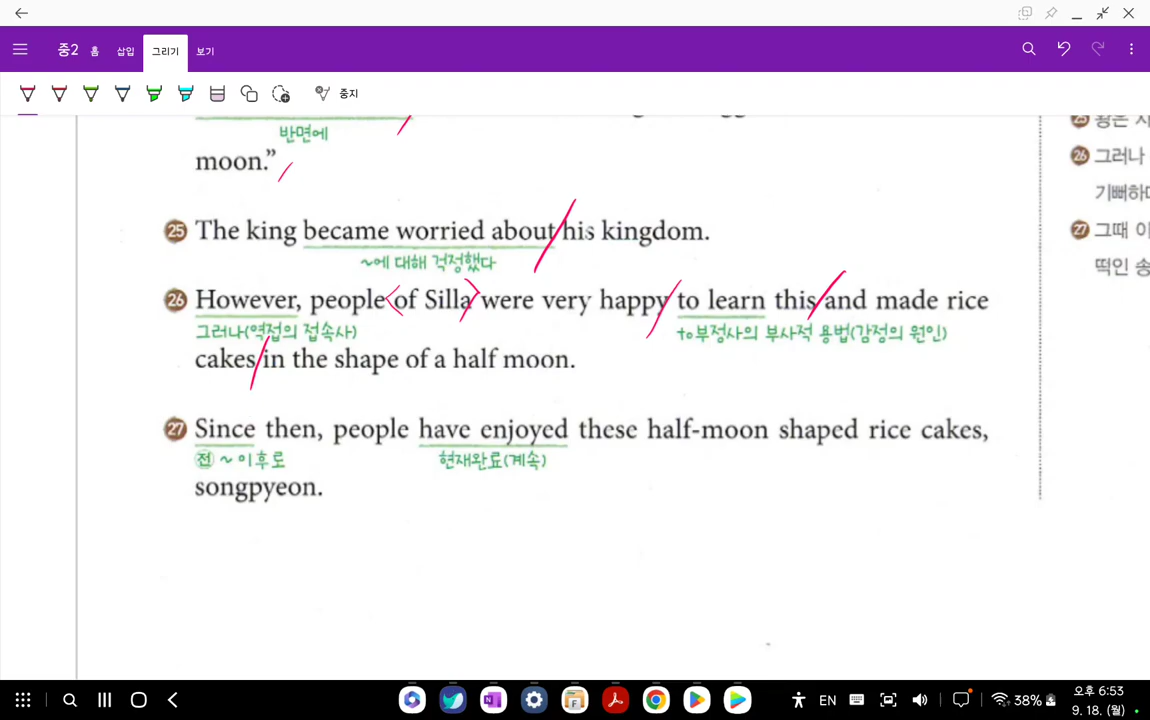 중2 홈 삽입 그리기 보기
중지
반면에
moon.”
25 The king became worried about his kingdom.
~에 대해 걱정했다
26 However, people of Silla were very happy to learn this and made rice
그러나(역접의 접속사) to부정사의 부사적 용법(감정의 원인)
cakes in the shape of a half moon.
27 Since then, people have enjoyed these half-moon shaped rice cakes,
전 ~ 이후로 현재완료(계속)
songpyeon.
26 그러나
기뻐하
27 그때 이
떡인 송
EN 38% 오후 6:53
9. 18. (월)